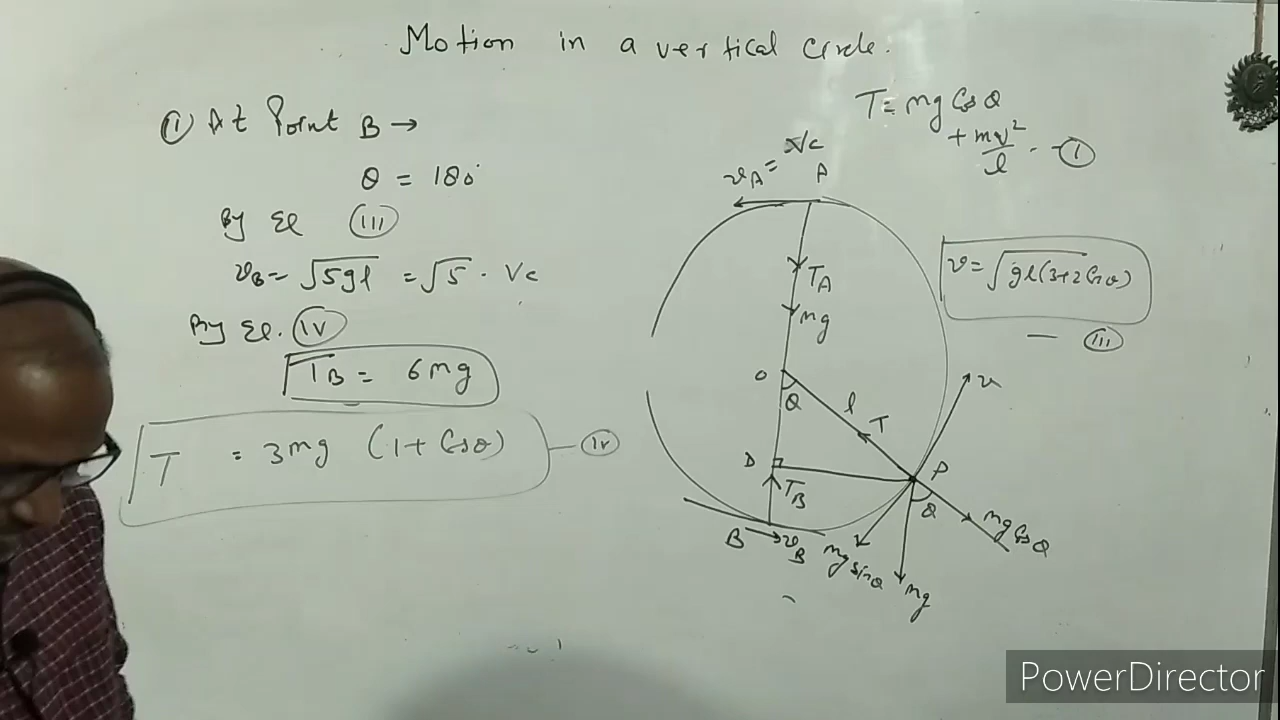 Motion in a vertical circle.
① At Point B →
θ = 180°
By Eq (III)
vB = √5gl = √5 · Vc
By Eq. (IV)
TB = 6mg
T = 3mg (1 + Cosθ) — (IV)
T = mg Cosθ
+ mv²/l - ①
v = √gl(3+2Cosθ)
— (III)
vA = Vc
A
TA
mg
O
θ
l
T
v
D
TB
P
θ
mg Cosθ
B
vB
mg sinθ
mg
PowerDirector